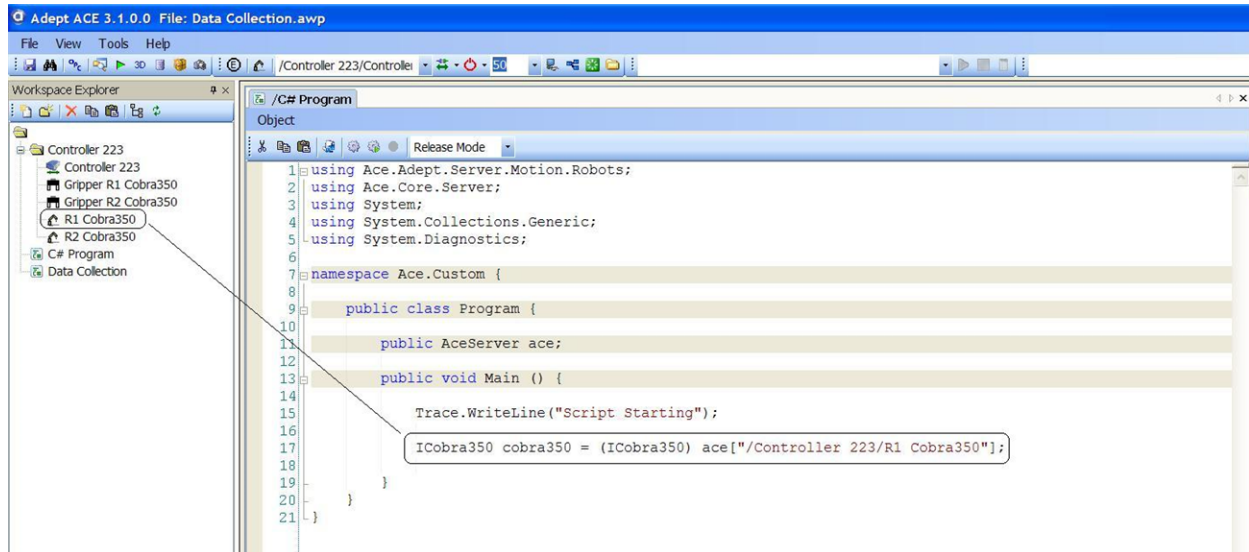 Adept ACE 3.1.0.0 File: Data Collection.awp
File View Tools Help
3D E /Controller 223/Controller 50
Workspace Explorer
/C# Program
Object
Release Mode
Controller 223
Controller 223
Gripper R1 Cobra350
Gripper R2 Cobra350
R1 Cobra350
R2 Cobra350
C# Program
Data Collection
1 using Ace.Adept.Server.Motion.Robots;
2 using Ace.Core.Server;
3 using System;
4 using System.Collections.Generic;
5 using System.Diagnostics;
6
7 namespace Ace.Custom {
8
9 public class Program {
10
11 public AceServer ace;
12
13 public void Main () {
14
15 Trace.WriteLine("Script Starting");
16
17 ICobra350 cobra350 = (ICobra350) ace["/Controller 223/R1 Cobra350"];
18
19 }
20 }
21 }